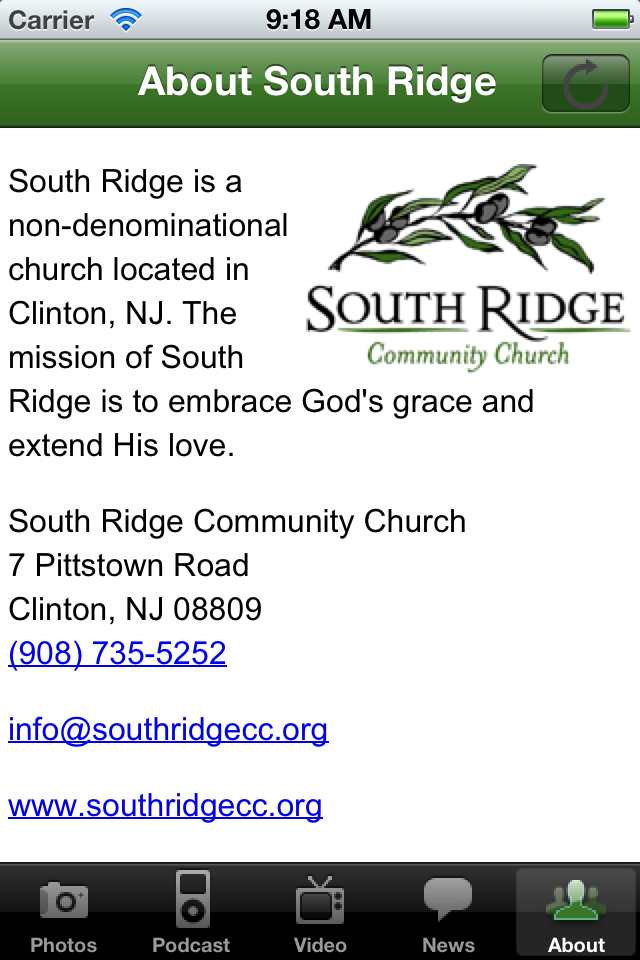 Carrier 9:18 AM
About South Ridge
South Ridge is a
non-denominational
church located in
Clinton, NJ. The
mission of South
Ridge is to embrace God's grace and
extend His love.
SOUTH RIDGE
Community Church
South Ridge Community Church
7 Pittstown Road
Clinton, NJ 08809
(908) 735-5252
info@southridgecc.org
www.southridgecc.org
Photos Podcast Video News About